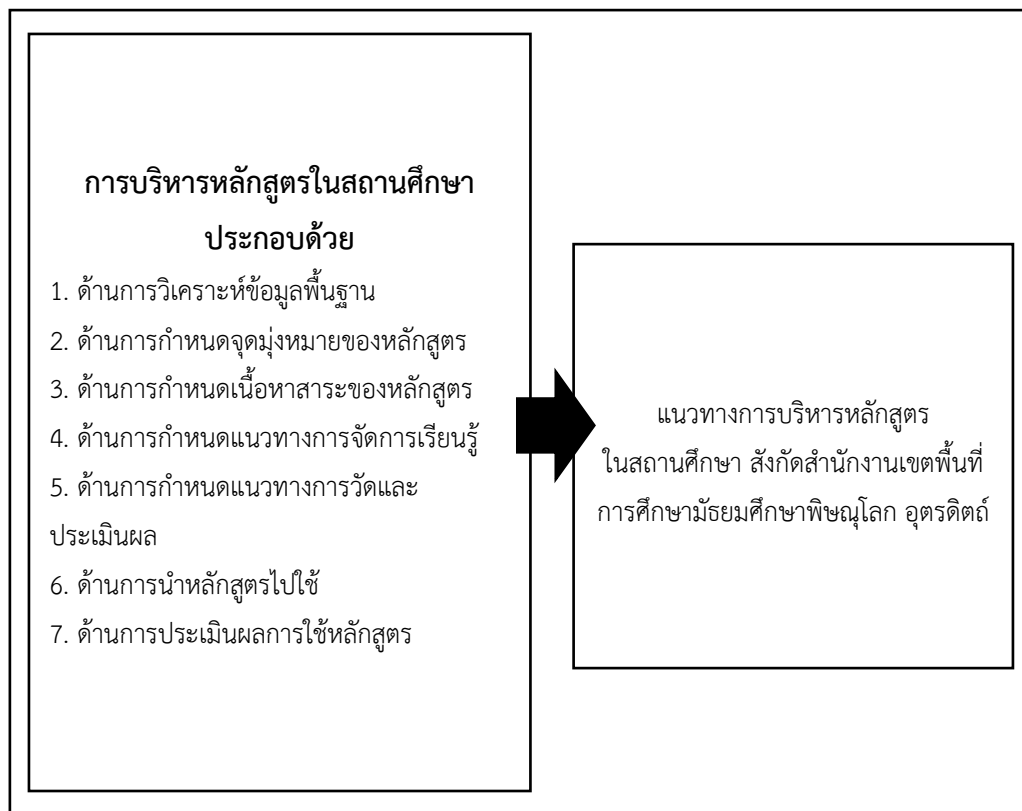 การบริหารหลักสูตรในสถานศึกษา
ประกอบด้วย
1. ด้านการวิเคราะห์ข้อมูลพื้นฐาน
2. ด้านการกำหนดจุดมุ่งหมายของหลักสูตร
3. ด้านการกำหนดเนื้อหาสาระของหลักสูตร
4. ด้านการกำหนดแนวทางการจัดการเรียนรู้
5. ด้านการกำหนดแนวทางการวัดและ
ประเมินผล
6. ด้านการนำหลักสูตรไปใช้
7. ด้านการประเมินผลการใช้หลักสูตร
แนวทางการบริหารหลักสูตร
ในสถานศึกษา สังกัดสำนักงานเขตพื้นที่
การศึกษามัธยมศึกษาพิษณุโลก อุตรดิตถ์